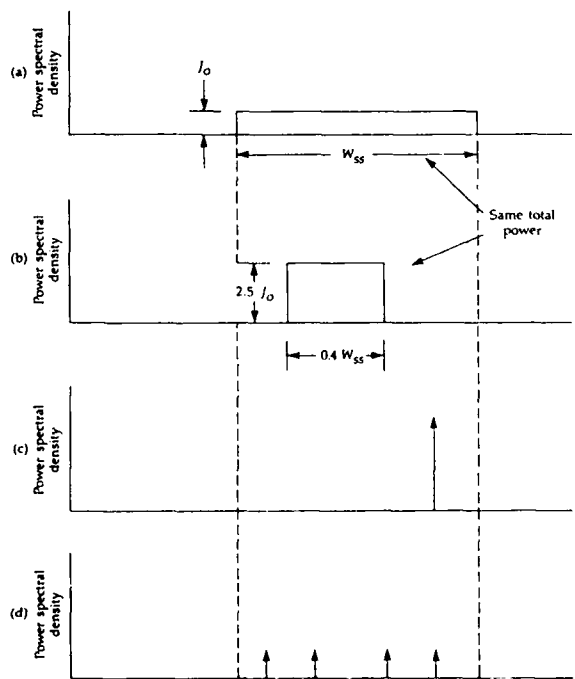 (a)
Power spectral
density
J₀
W_ss
Same total
power
(b)
Power spectral
density
2.5 J₀
0.4 W_ss
(c)
Power spectral
density
(d)
Power spectral
density